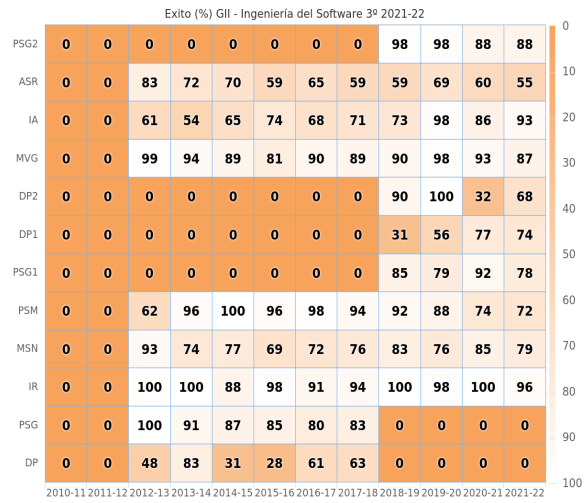 Exito (%) GII - Ingeniería del Software 3º 2021-22
PSG2 0 0 0 0 0 0 0 0 98 98 88 88
ASR 0 0 83 72 70 59 65 59 59 69 60 55
IA 0 0 61 54 65 74 68 71 73 98 86 93
MVG 0 0 99 94 89 81 90 89 90 98 93 87
DP2 0 0 0 0 0 0 0 0 90 100 32 68
DP1 0 0 0 0 0 0 0 0 31 56 77 74
PSG1 0 0 0 0 0 0 0 0 85 79 92 78
PSM 0 0 62 96 100 96 98 94 92 88 74 72
MSN 0 0 93 74 77 69 72 76 83 76 85 79
IR 0 0 100 100 88 98 91 94 100 98 100 96
PSG 0 0 100 91 87 85 80 83 0 0 0 0
DP 0 0 48 83 31 28 61 63 0 0 0 0
2010-11 2011-12 2012-13 2013-14 2014-15 2015-16 2016-17 2017-18 2018-19 2019-20 2020-21 2021-22
0
10
20
30
40
50
60
70
80
90
100